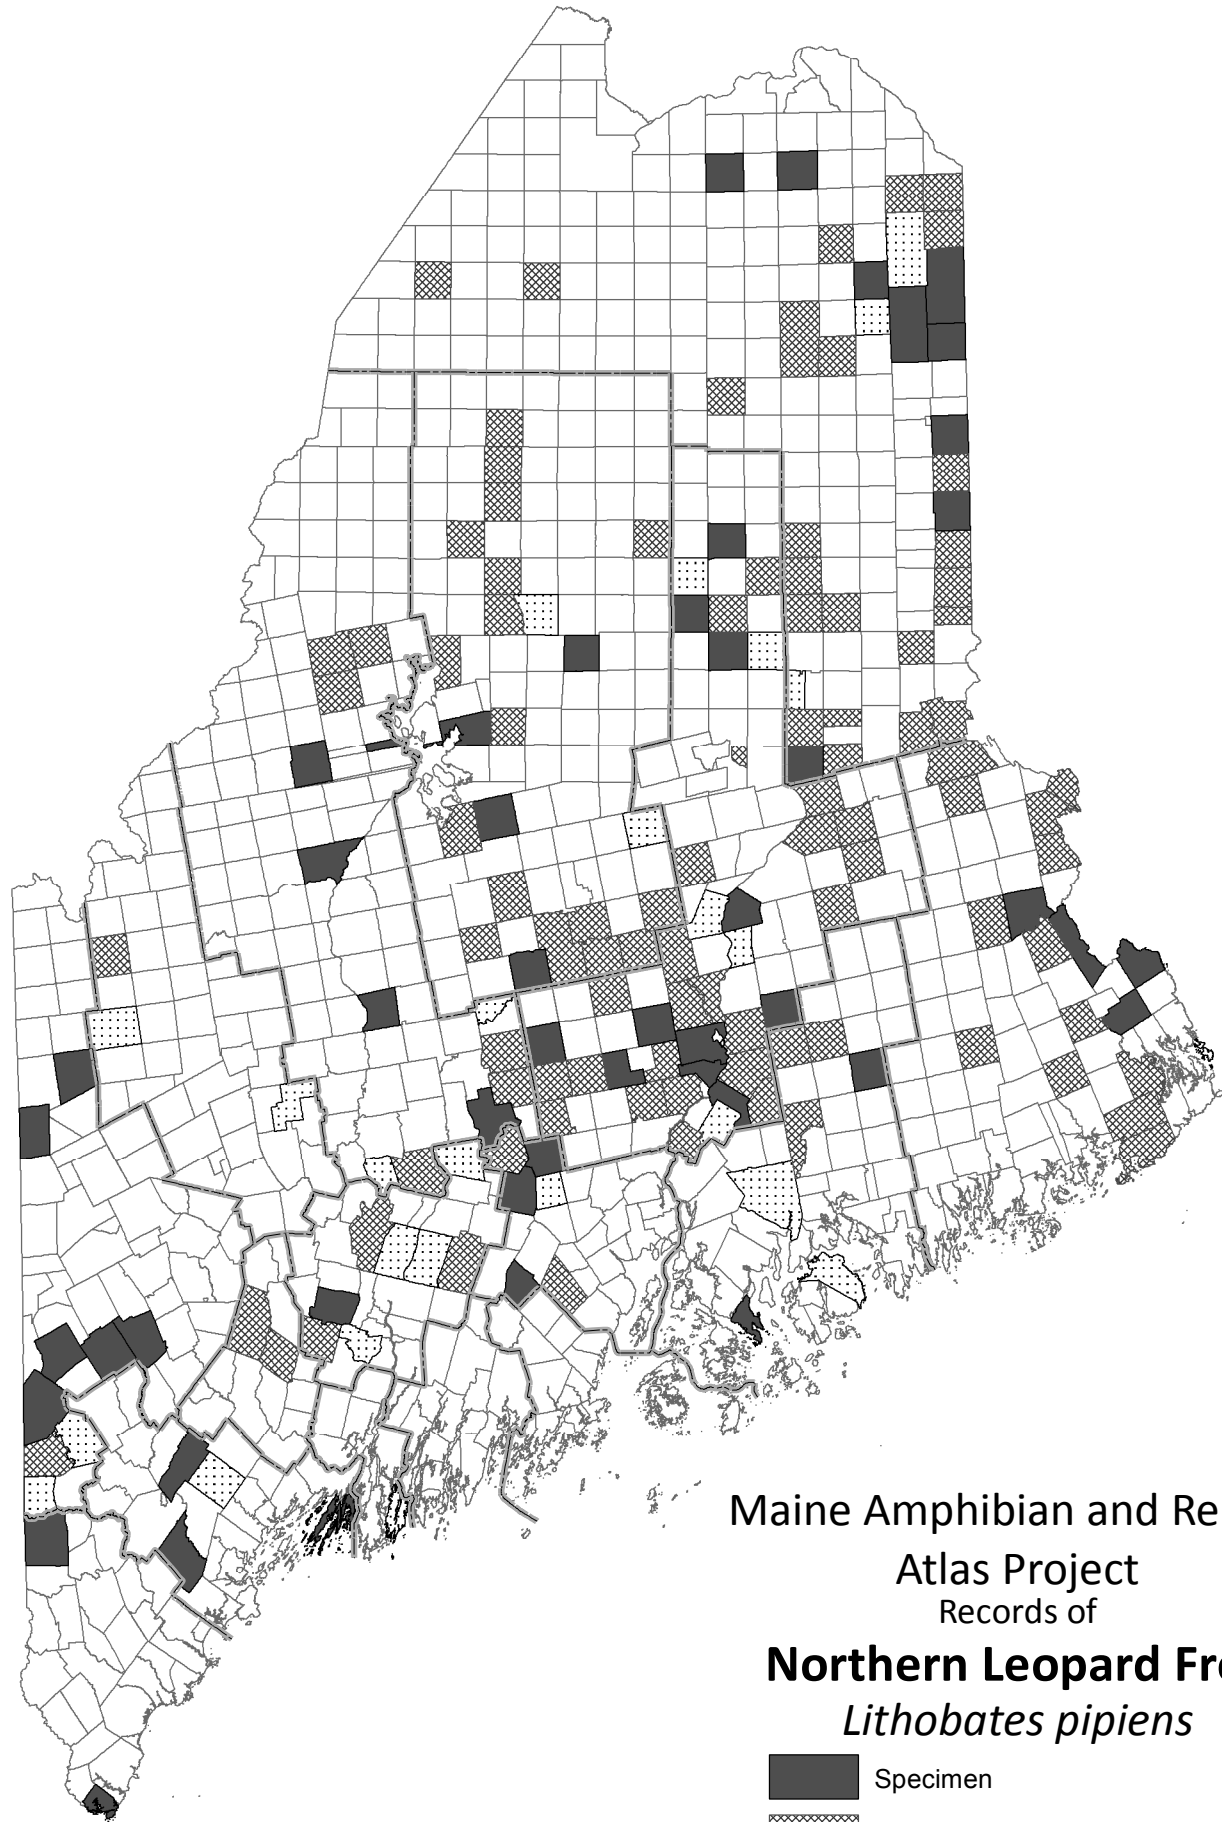 Maine Amphibian and Re
Atlas Project
Records of
Northern Leopard Fr
Lithobates pipiens
Specimen